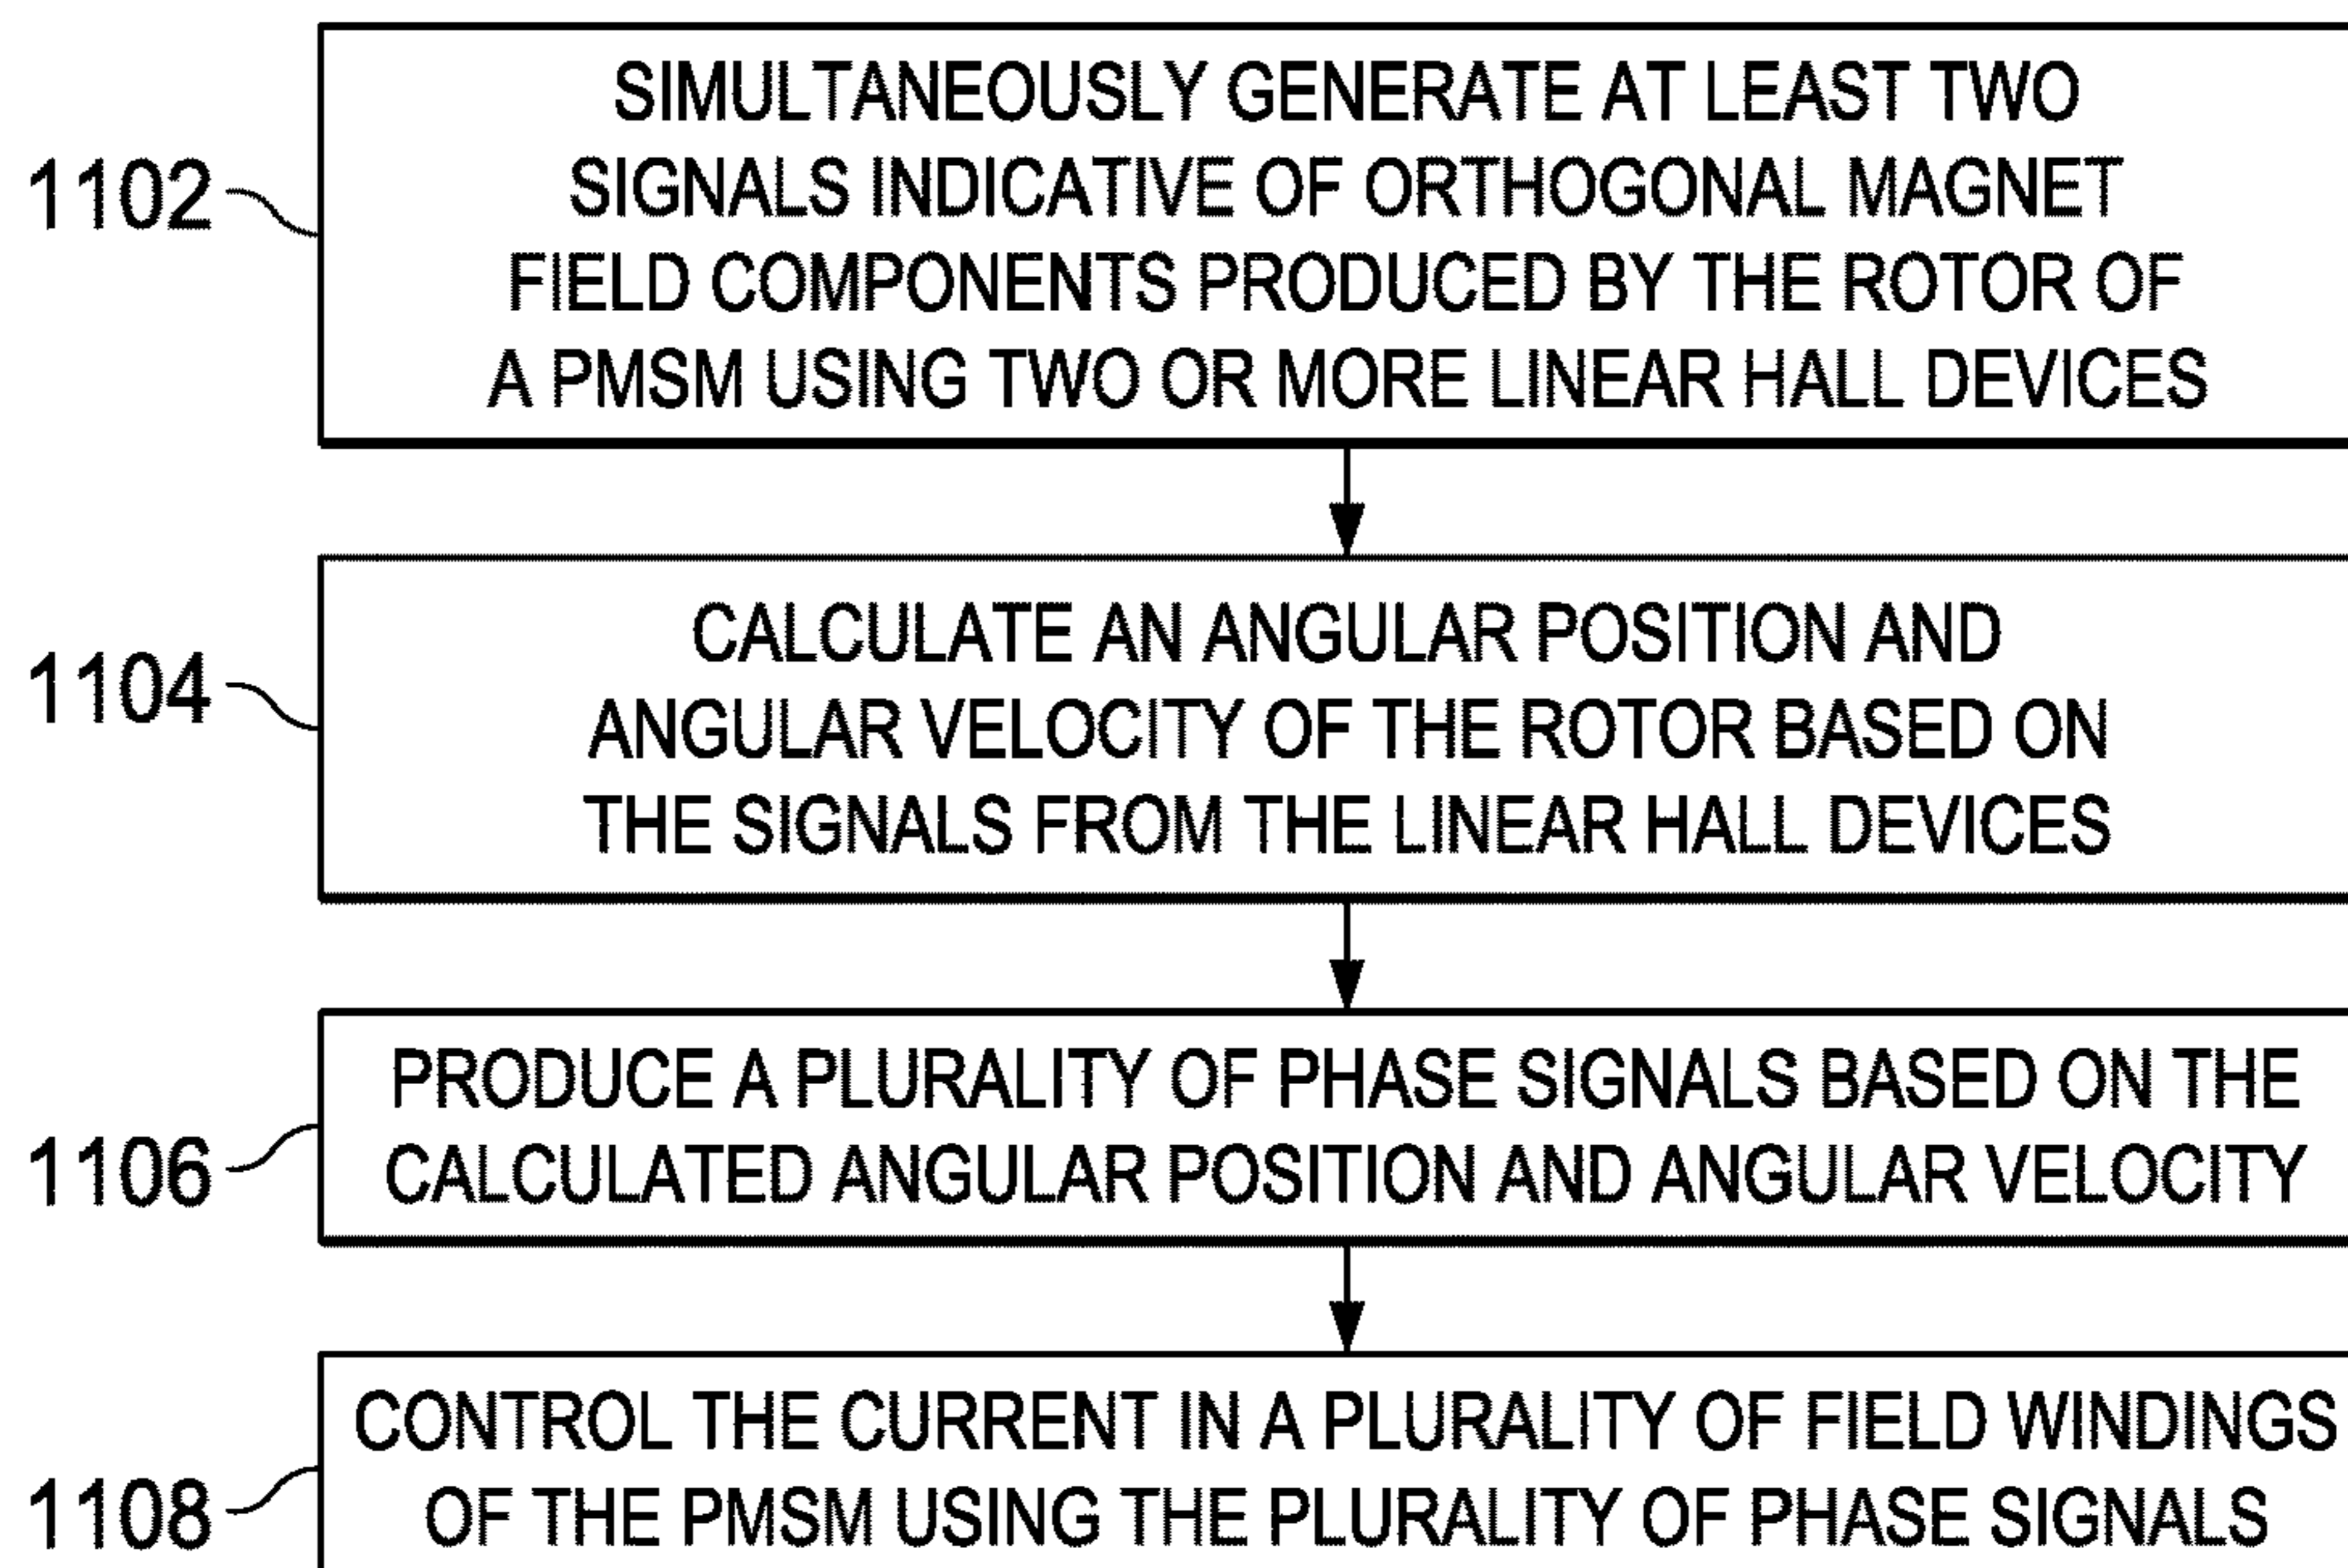 SIMULTANEOUSLY GENERATE AT LEAST TWO
SIGNALS INDICATIVE OF ORTHOGONAL MAGNET
1102
FIELD COMPONENTS PRODUCED BY THE ROTOR OF
A PMSM USING TWO OR MORE LINEAR HALL DEVICES
CALCULATE AN ANGULAR POSITION AND
1104
ANGULAR VELOCITY OF THE ROTOR BASED ON
THE SIGNALS FROM THE LINEAR HALL DEVICES
PRODUCE A PLURALITY OF PHASE SIGNALS BASED ON THE
1106
CALCULATED ANGULAR POSITION AND ANGULAR VELOCITY
CONTROL THE CURRENT IN A PLURALITY OF FIELD WINDINGS
1108
OF THE PMSM USING THE PLURALITY OF PHASE SIGNALS